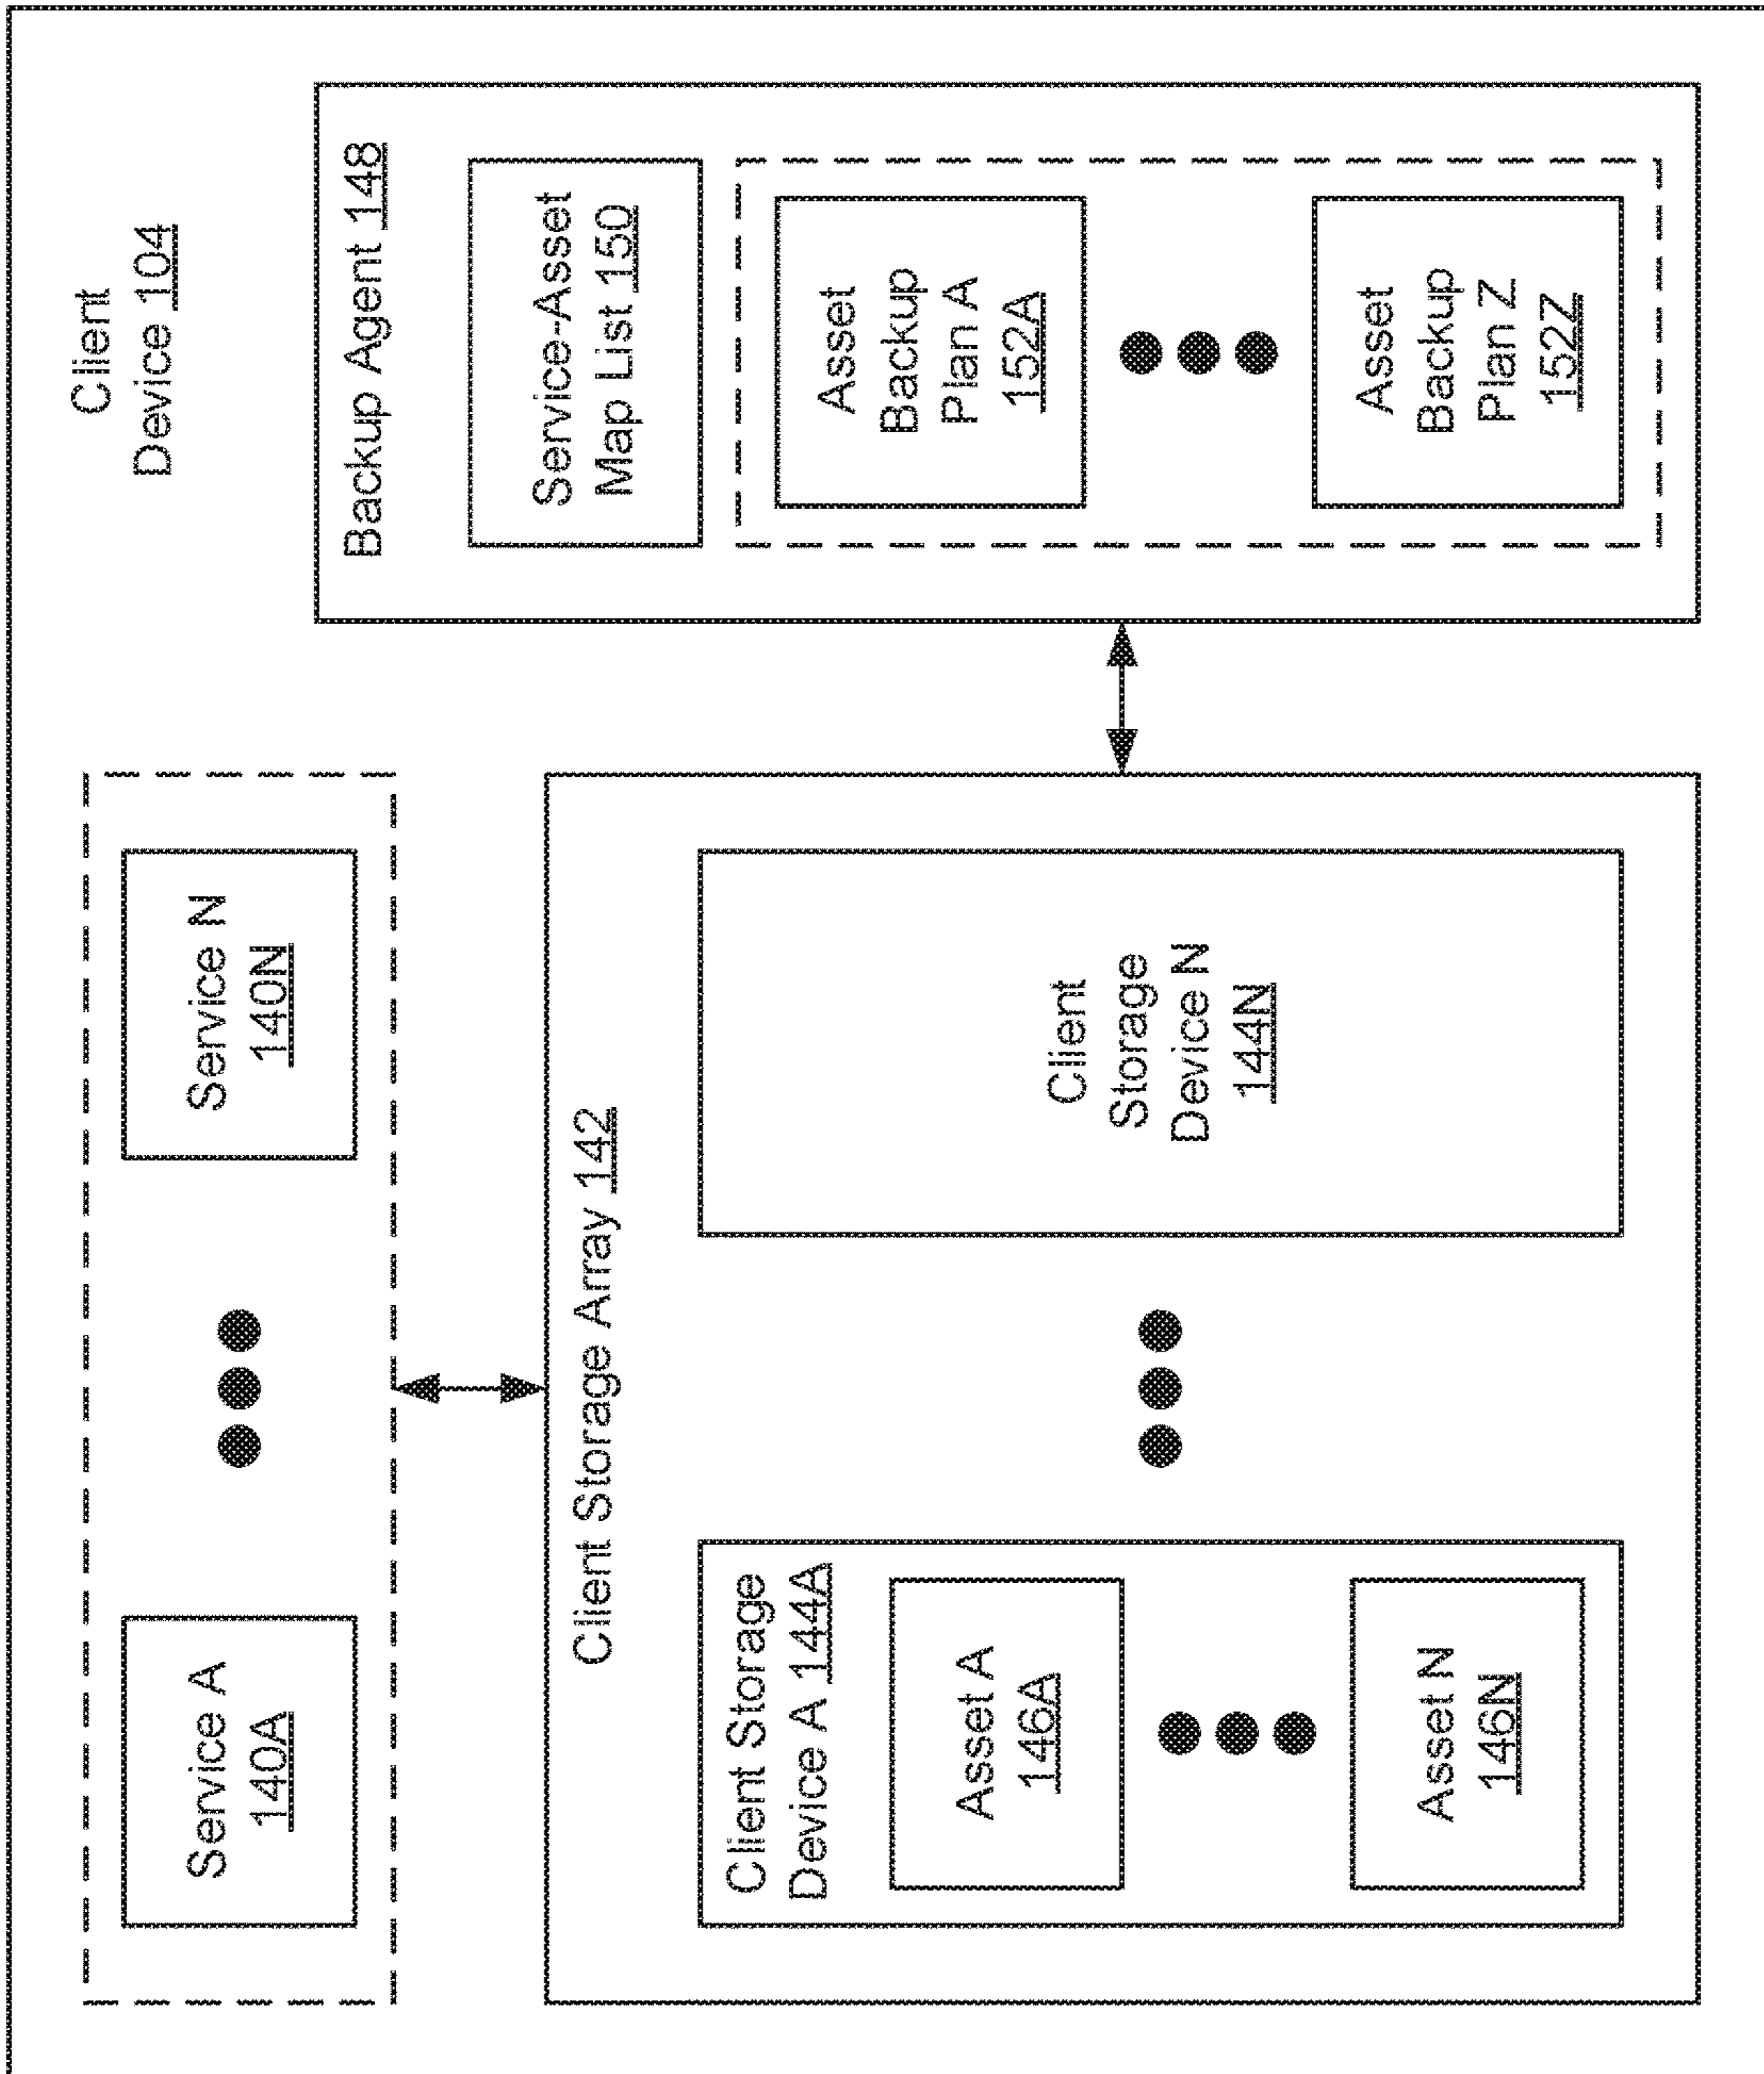 Client
Device 104
Service A
140A
Service N
140N
Client Storage Array 142
Client Storage
Device A 144A
Asset A
146A
Asset N
146N
Client
Storage
Device N
144N
Backup Agent 148
Service-Asset
Map List 150
Asset
Backup
Plan A
152A
Asset
Backup
Plan Z
152Z